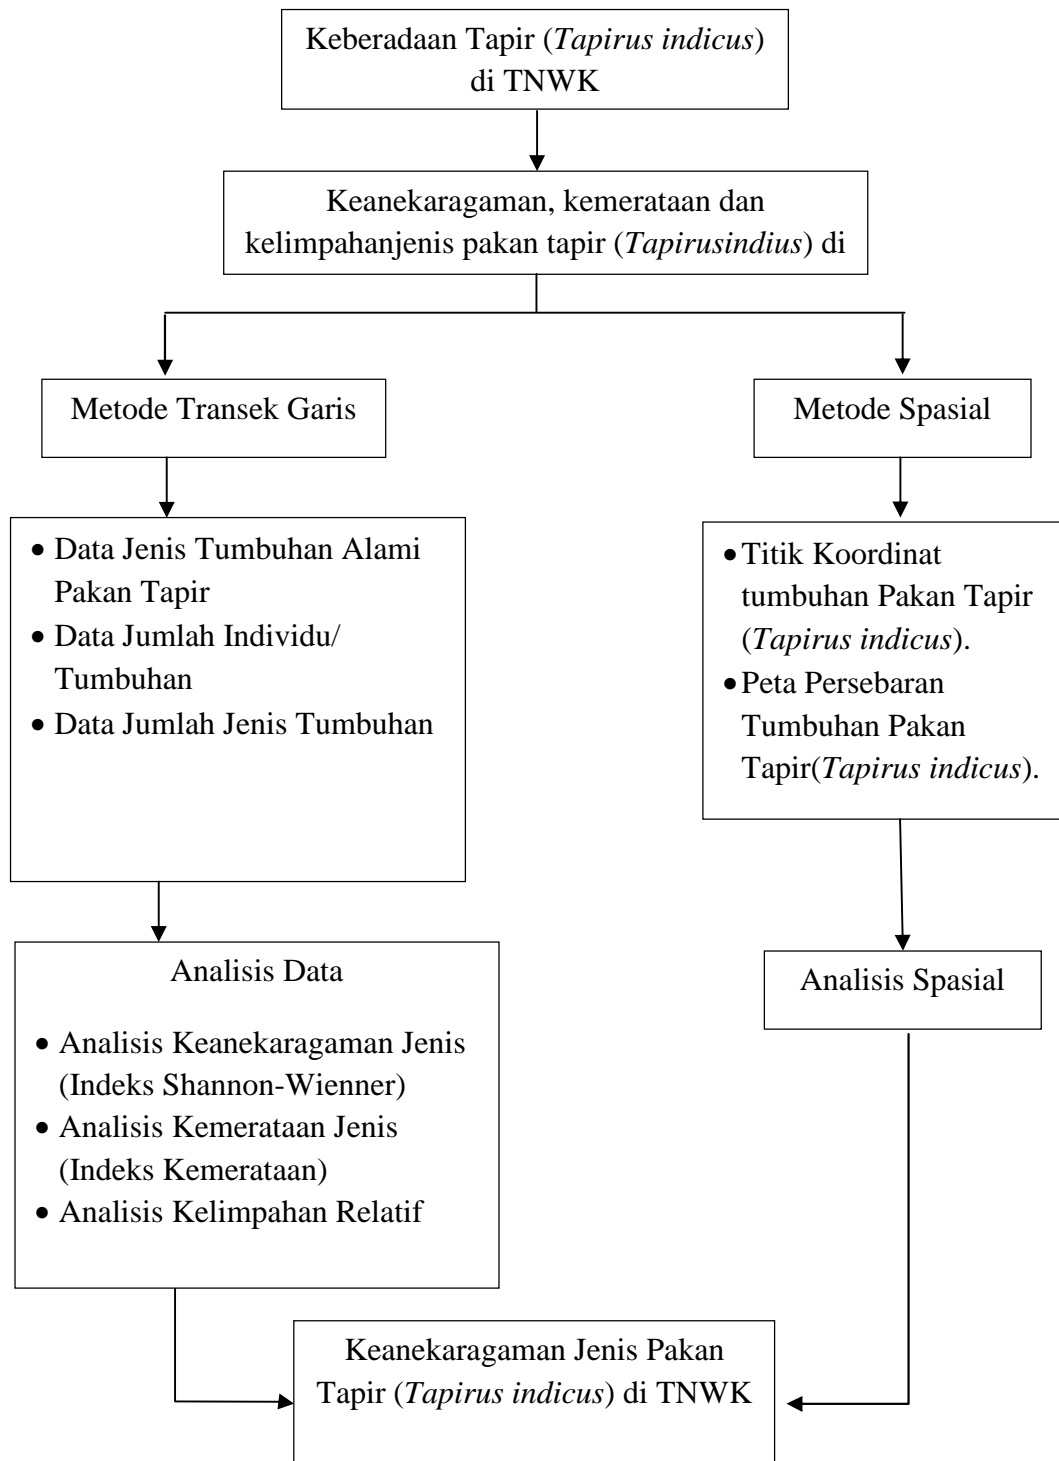 Keberadaan Tapir (Tapirus indicus)
di TNWK
Keanekaragaman, kemerataan dan
kelimpahanjenis pakan tapir (Tapirusindius) di
Metode Transek Garis
Metode Spasial
• Data Jenis Tumbuhan Alami
Pakan Tapir
• Data Jumlah Individu/
Tumbuhan
• Data Jumlah Jenis Tumbuhan
• Titik Koordinat
tumbuhan Pakan Tapir
(Tapirus indicus).
• Peta Persebaran
Tumbuhan Pakan
Tapir(Tapirus indicus).
Analisis Data
• Analisis Keanekaragaman Jenis
(Indeks Shannon-Wienner)
• Analisis Kemerataan Jenis
(Indeks Kemerataan)
• Analisis Kelimpahan Relatif
Analisis Spasial
Keanekaragaman Jenis Pakan
Tapir (Tapirus indicus) di TNWK